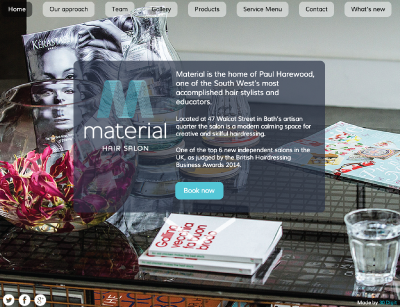 Home
Our approach
Team
Gallery
Products
Service Menu
Contact
What's new
KÉRASTASE
Material is the home of Paul Harewood,
one of the South West's most
accomplished hair stylists and
educators.
material
HAIR SALON
Located at 47 Walcot Street in Bath's artisan
quarter the salon is a modern calming space for
creative and skilful hairdressing.
One of the top 6 new independent salons in the
UK, as judged by the British Hairdressing
Business Awards 2014.
Book now
Made by